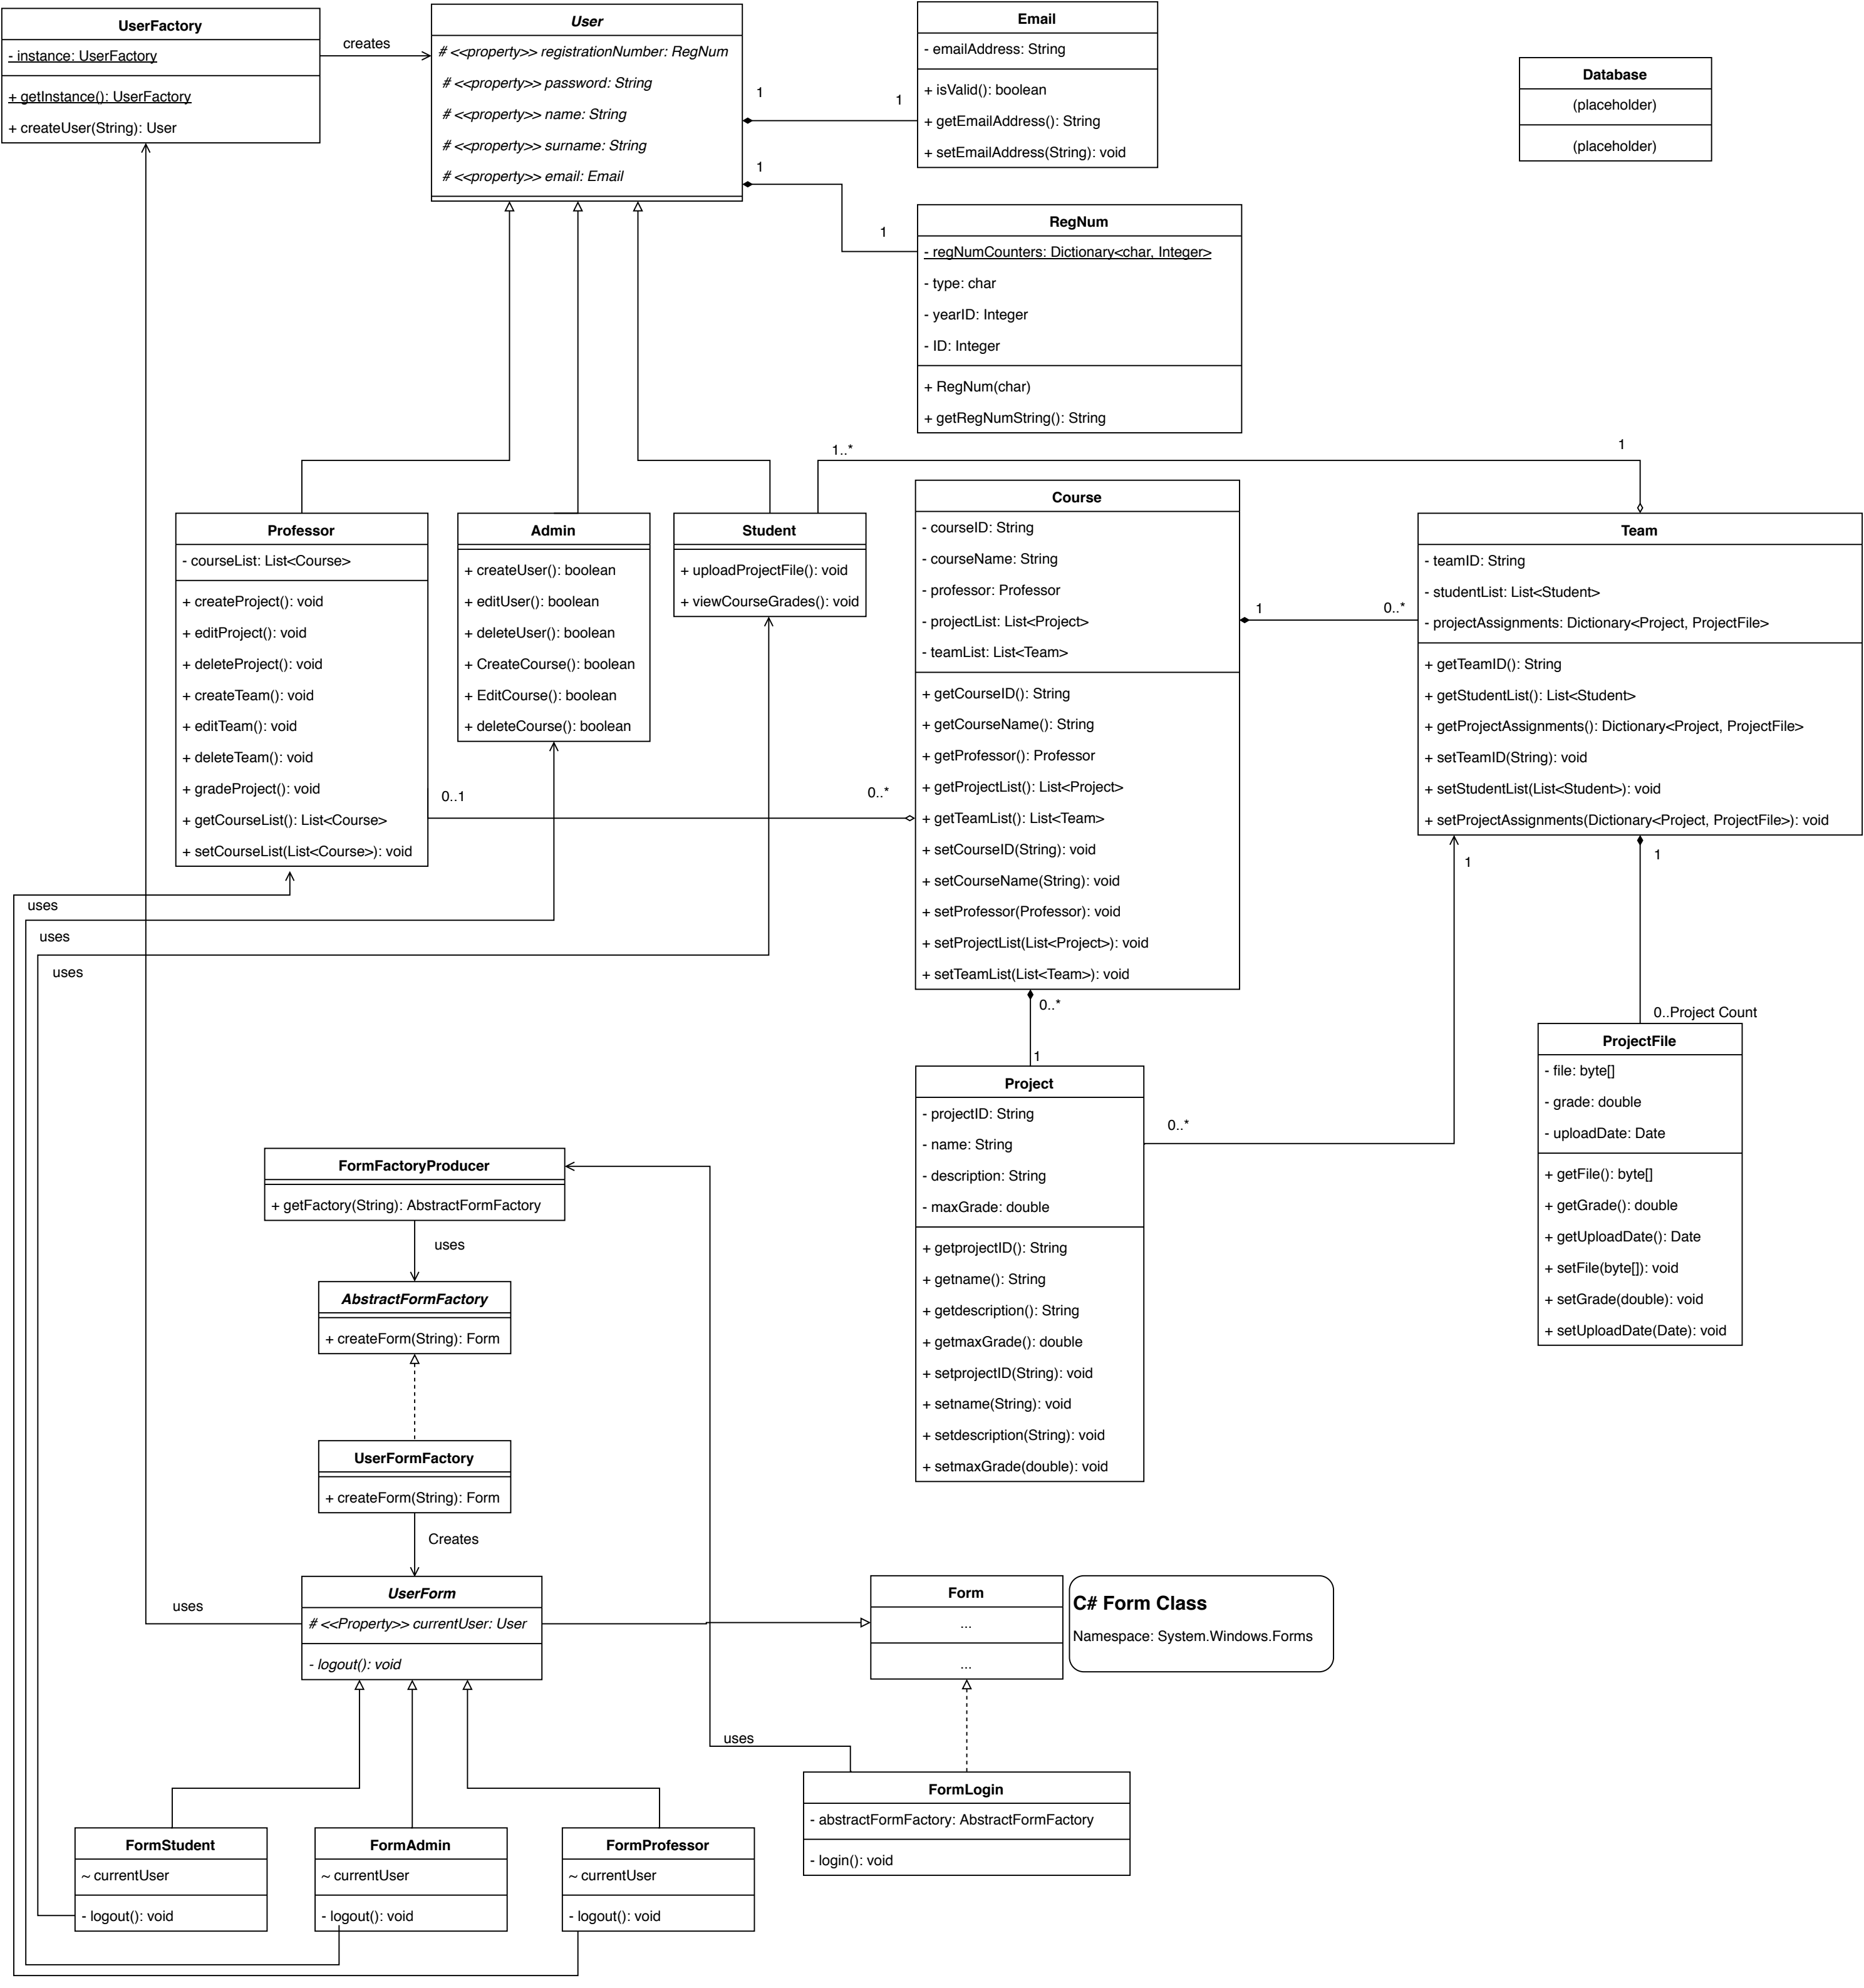 UserFactory
- instance: UserFactory
+ getInstance(): UserFactory
+ createUser(String): User
creates
User
# <<property>> registrationNumber: RegNum
# <<property>> password: String
# <<property>> name: String
# <<property>> surname: String
# <<property>> email: Email
1
1
1
1
Email
- emailAddress: String
+ isValid(): boolean
+ getEmailAddress(): String
+ setEmailAddress(String): void
Database
(placeholder)
(placeholder)
RegNum
- regNumCounters: Dictionary<char, Integer>
- type: char
- yearID: Integer
- ID: Integer
+ RegNum(char)
+ getRegNumString(): String
1..*
1
Professor
- courseList: List<Course>
+ createProject(): void
+ editProject(): void
+ deleteProject(): void
+ createTeam(): void
+ editTeam(): void
+ deleteTeam(): void
+ gradeProject(): void
+ getCourseList(): List<Course>
+ setCourseList(List<Course>): void
Admin
+ createUser(): boolean
+ editUser(): boolean
+ deleteUser(): boolean
+ CreateCourse(): boolean
+ EditCourse(): boolean
+ deleteCourse(): boolean
Student
+ uploadProjectFile(): void
+ viewCourseGrades(): void
0..1
0..*
Course
- courseID: String
- courseName: String
- professor: Professor
- projectList: List<Project>
- teamList: List<Team>
+ getCourseID(): String
+ getCourseName(): String
+ getProfessor(): Professor
+ getProjectList(): List<Project>
+ getTeamList(): List<Team>
+ setCourseID(String): void
+ setCourseName(String): void
+ setProfessor(Professor): void
+ setProjectList(List<Project>): void
+ setTeamList(List<Team>): void
1
0..*
Team
- teamID: String
- studentList: List<Student>
- projectAssignments: Dictionary<Project, ProjectFile>
+ getTeamID(): String
+ getStudentList(): List<Student>
+ getProjectAssignments(): Dictionary<Project, ProjectFile>
+ setTeamID(String): void
+ setStudentList(List<Student>): void
+ setProjectAssignments(Dictionary<Project, ProjectFile>): void
1
1
uses
uses
uses
0..*
1
0..Project Count
Project
- projectID: String
- name: String
- description: String
- maxGrade: double
+ getprojectID(): String
+ getname(): String
+ getdescription(): String
+ getmaxGrade(): double
+ setprojectID(String): void
+ setname(String): void
+ setdescription(String): void
+ setmaxGrade(double): void
0..*
ProjectFile
- file: byte[]
- grade: double
- uploadDate: Date
+ getFile(): byte[]
+ getGrade(): double
+ getUploadDate(): Date
+ setFile(byte[]): void
+ setGrade(double): void
+ setUploadDate(Date): void
FormFactoryProducer
+ getFactory(String): AbstractFormFactory
uses
AbstractFormFactory
+ createForm(String): Form
UserFormFactory
+ createForm(String): Form
Creates
uses
UserForm
# <<Property>> currentUser: User
- logout(): void
Form
...
...
C# Form Class
Namespace: System.Windows.Forms
uses
FormLogin
- abstractFormFactory: AbstractFormFactory
- login(): void
FormStudent
~ currentUser
- logout(): void
FormAdmin
~ currentUser
- logout(): void
FormProfessor
~ currentUser
- logout(): void